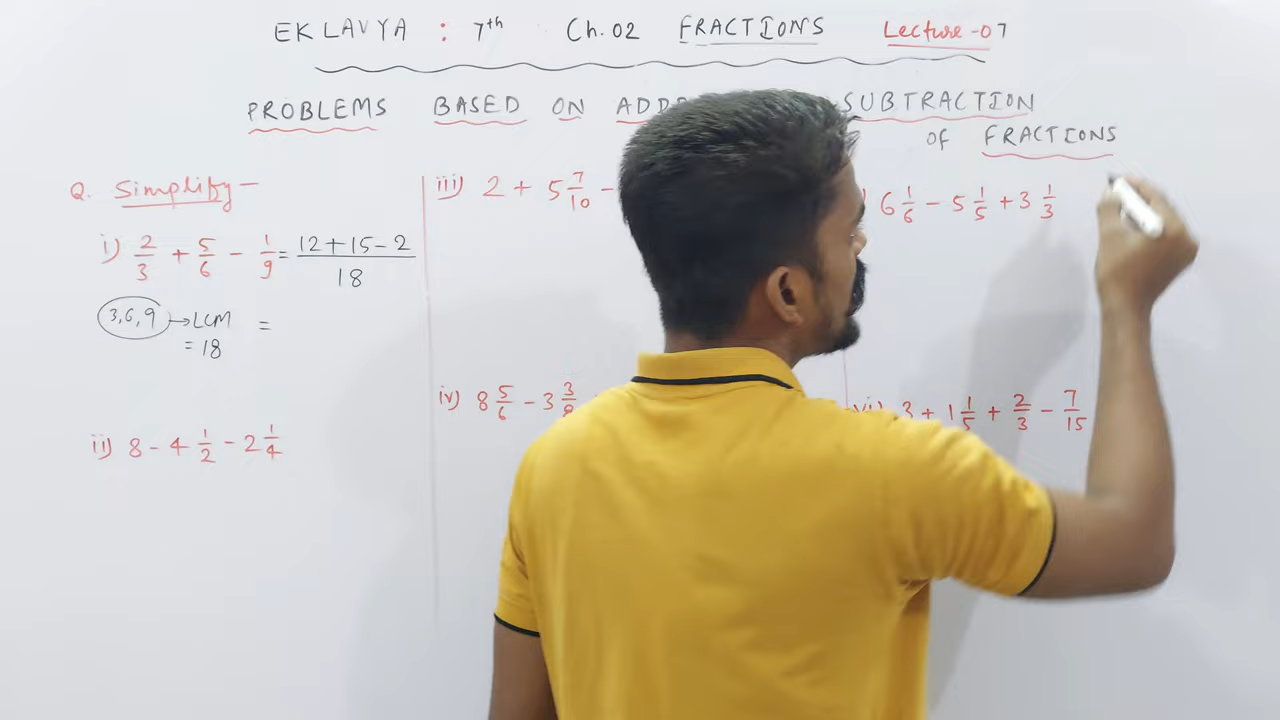 EKLAVYA : 7th Ch. 02 FRACTIONS Lecture-07
PROBLEMS BASED ON ADD SUBTRACTION
OF FRACTIONS
Q. Simplify-
i) 2/3 + 5/6 - 1/9 = (12+15-2)/18
3,6,9 → LCM =
= 18
ii) 8 - 4 1/2 - 2 1/4
iii) 2 + 5 7/10 -
iv) 8 5/6 - 3 3/8
) 6 1/6 - 5 1/5 + 3 1/3
vi) 3 + 1 1/5 + 2/3 - 7/15